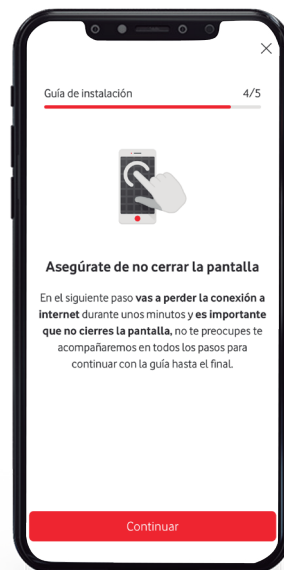 Guía de instalación 4/5
Asegúrate de no cerrar la pantalla
En el siguiente paso vas a perder la conexión a
internet durante unos minutos y es importante
que no cierres la pantalla, no te preocupes te
acompañaremos en todos los pasos para
continuar con la guía hasta el final.
Continuar